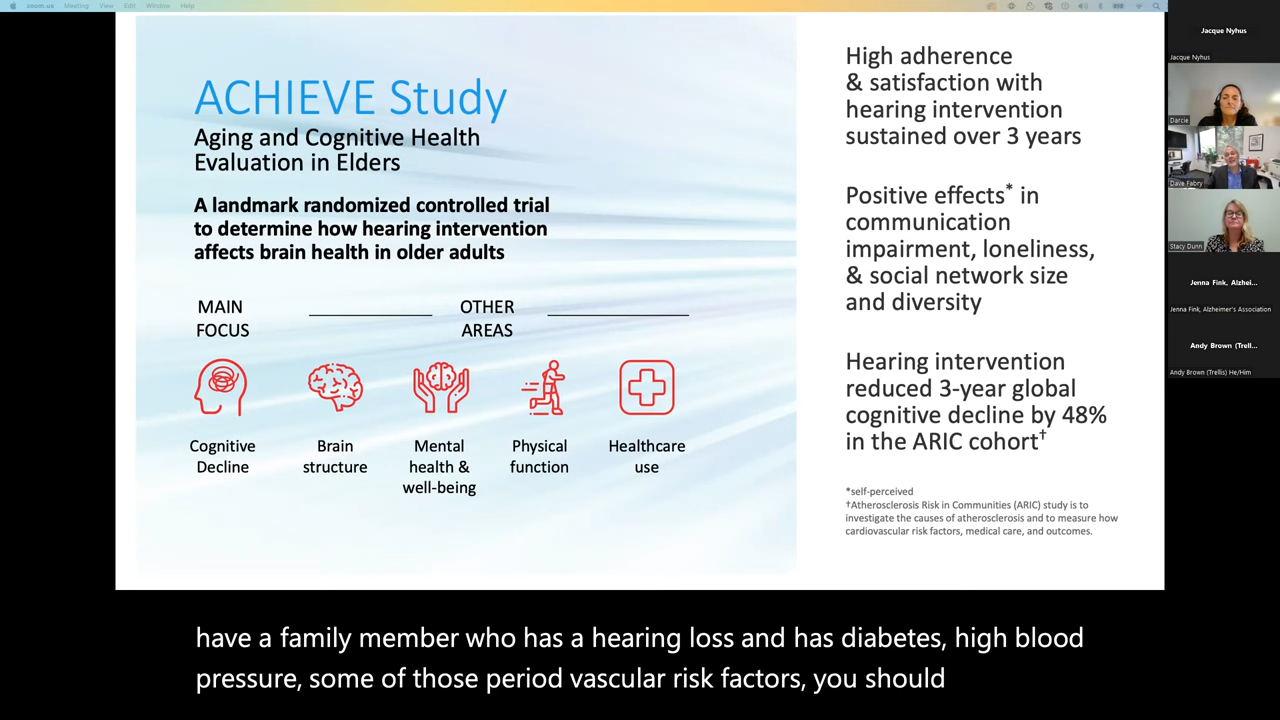 zoom.us Meeting View Edit Window Help
ACHIEVE Study
Aging and Cognitive Health
Evaluation in Elders
A landmark randomized controlled trial
to determine how hearing intervention
affects brain health in older adults
MAIN
FOCUS
OTHER
AREAS
Cognitive
Decline
Brain
structure
Mental
health &
well-being
Physical
function
Healthcare
use
High adherence
& satisfaction with
hearing intervention
sustained over 3 years
Positive effects* in
communication
impairment, loneliness,
& social network size
and diversity
Hearing intervention
reduced 3-year global
cognitive decline by 48%
in the ARIC cohort†
*self-perceived
†Atherosclerosis Risk in Communities (ARIC) study is to
investigate the causes of atherosclerosis and to measure how
cardiovascular risk factors, medical care, and outcomes.
Jacque Nyhus
Jacque Nyhus
Darcie
Dave Fabry
Stacy Dunn
Jenna Fink, Alzhei...
Jenna Fink, Alzheimer's Association
Andy Brown (Trell...
Andy Brown (Trellis) He/Him
have a family member who has a hearing loss and has diabetes, high blood
pressure, some of those period vascular risk factors, you should